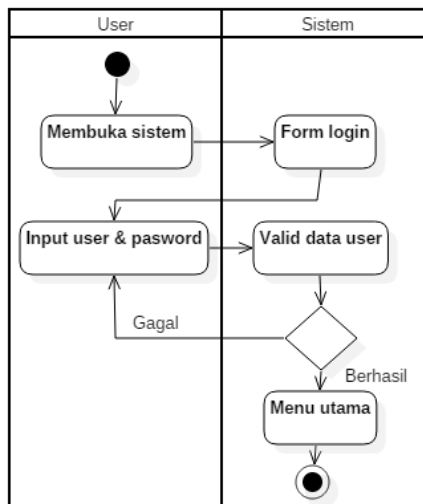 User
Sistem
Membuka sistem
Form login
Input user & pasword
Valid data user
Gagal
Berhasil
Menu utama